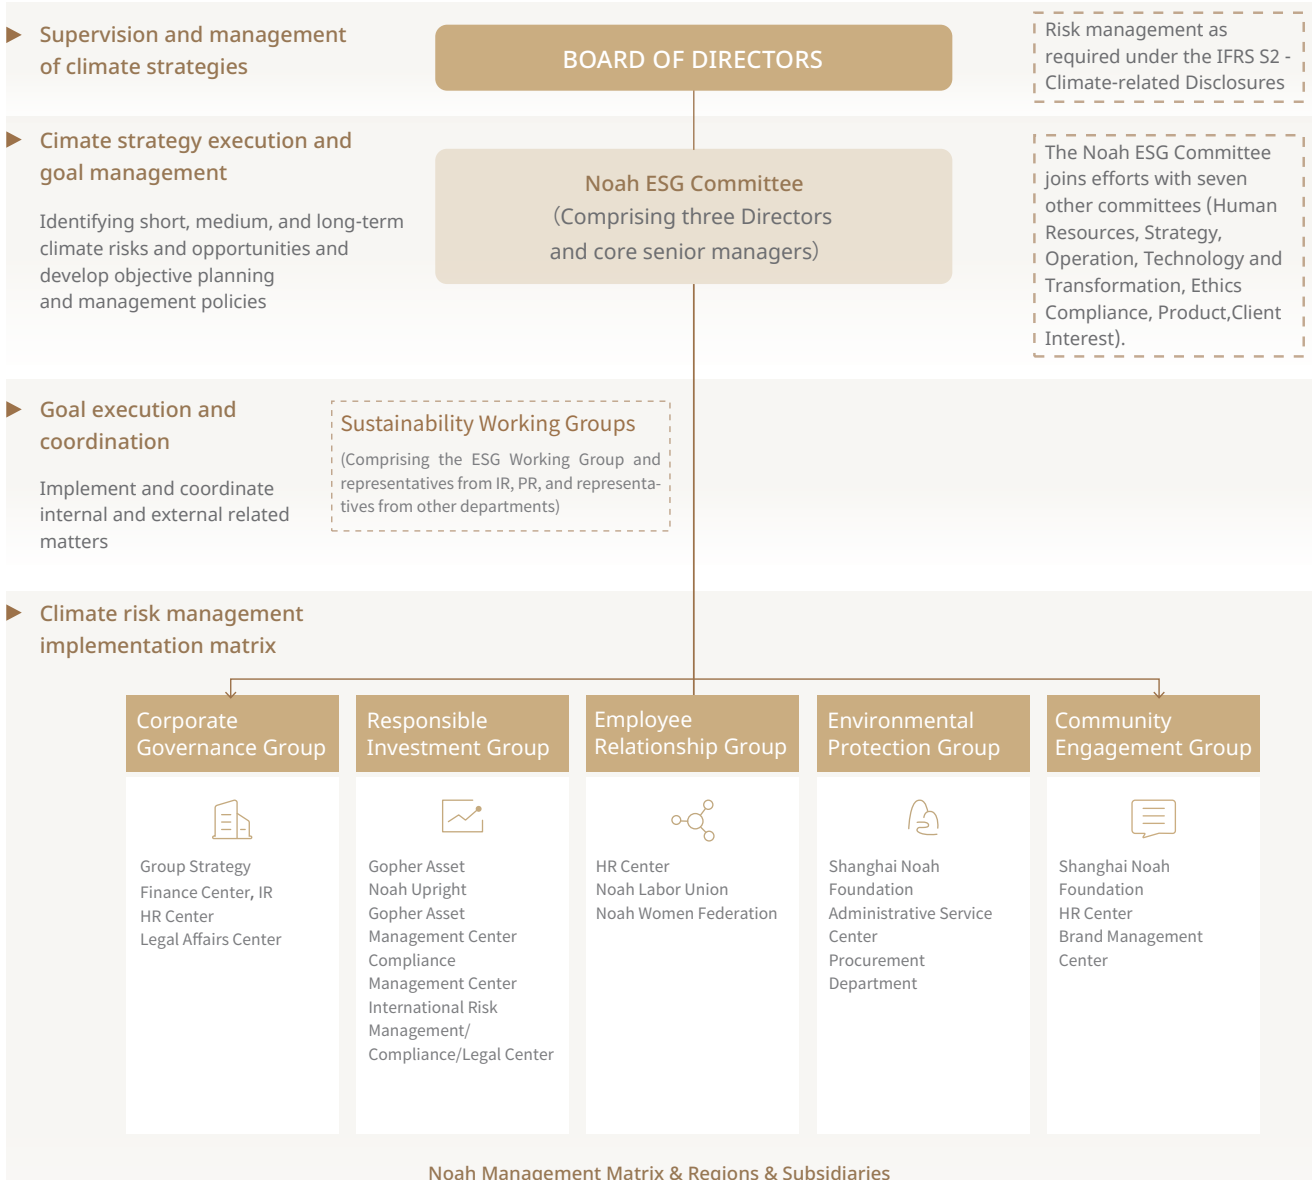 Supervision and management
of climate strategies
BOARD OF DIRECTORS
Risk management as
required under the IFRS S2 -
Climate-related Disclosures
Cimate strategy execution and
goal management
Identifying short, medium, and long-term
climate risks and opportunities and
develop objective planning
and management policies
Noah ESG Committee
（Comprising three Directors
and core senior managers）
The Noah ESG Committee
joins efforts with seven
other committees (Human
Resources, Strategy,
Operation, Technology and
Transformation, Ethics
Compliance, Product,Client
Interest).
Goal execution and
coordination
Implement and coordinate
internal and external related
matters
Sustainability Working Groups
(Comprising the ESG Working Group and
representatives from IR, PR, and representa-
tives from other departments)
Climate risk management
implementation matrix
Corporate
Governance Group
Group Strategy
Finance Center, IR
HR Center
Legal Affairs Center
Responsible
Investment Group
Gopher Asset
Noah Upright
Gopher Asset
Management Center
Compliance
Management Center
International Risk
Management/
Compliance/Legal Center
Employee
Relationship Group
HR Center
Noah Labor Union
Noah Women Federation
Environmental
Protection Group
Shanghai Noah
Foundation
Administrative Service
Center
Procurement
Department
Community
Engagement Group
Shanghai Noah
Foundation
HR Center
Brand Management
Center
Noah Management Matrix & Regions & Subsidiaries